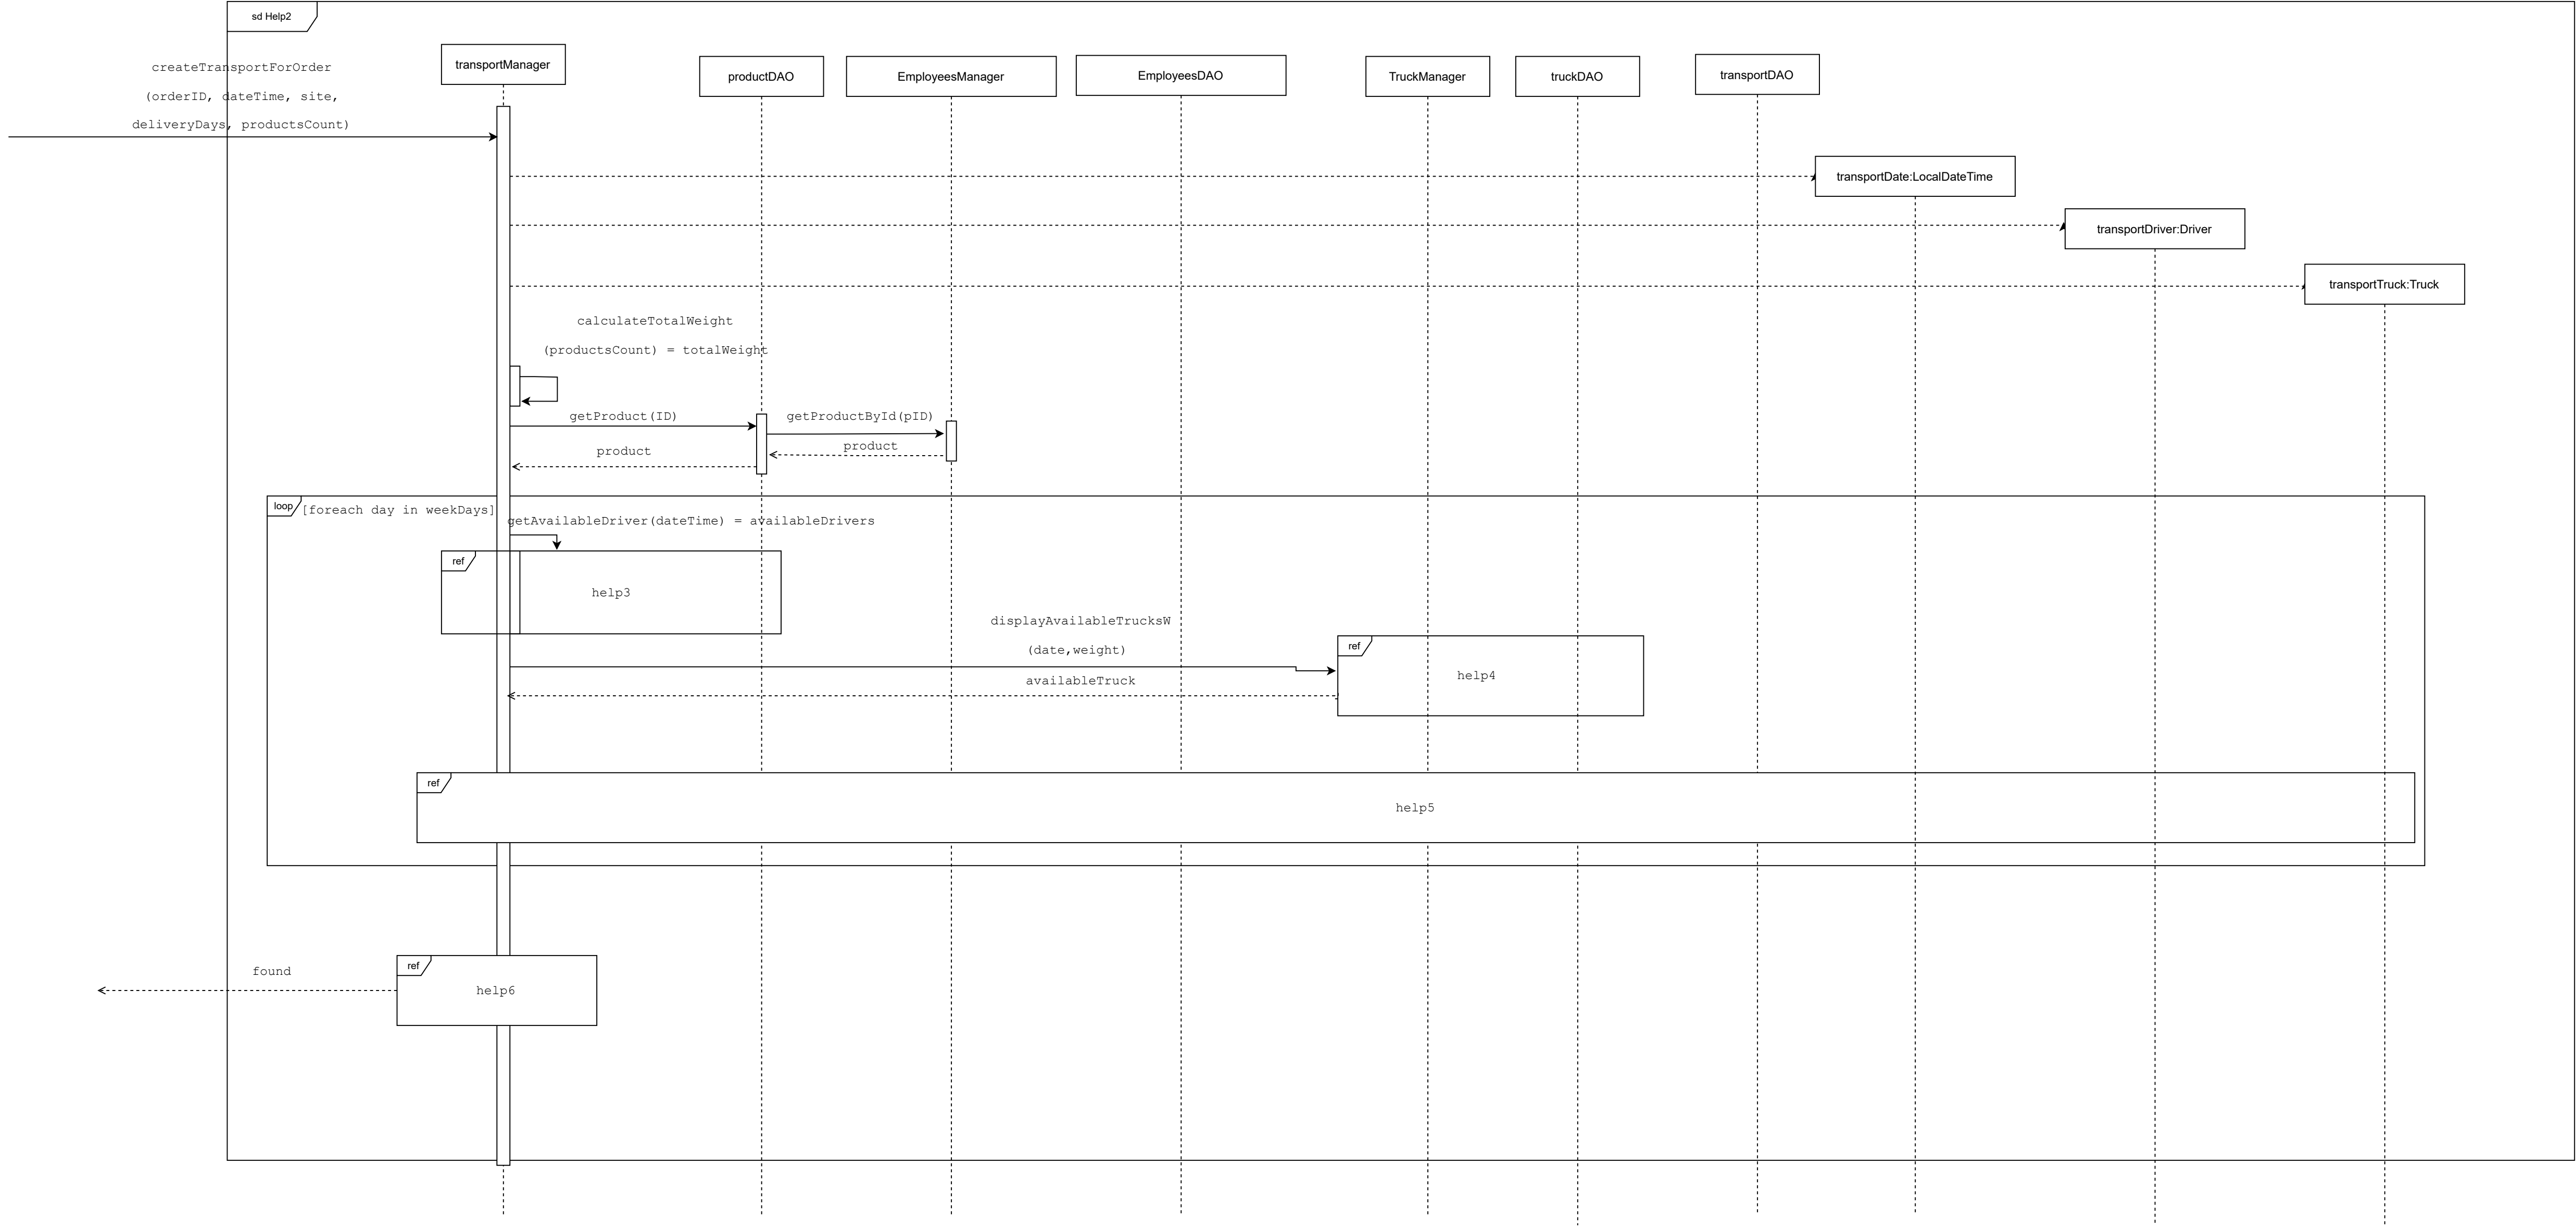 sd Help2
transportManager
productDAO
EmployeesManager
EmployeesDAO
TruckManager
truckDAO
transportDAO
createTransportForOrder
(orderID, dateTime, site,
deliveryDays, productsCount)
transportDate:LocalDateTime
transportDriver:Driver
transportTruck:Truck
calculateTotalWeight
(productsCount) = totalWeight
getProduct(ID)
getProductById(pID)
product
product
loop
[foreach day in weekDays]
getAvailableDriver(dateTime) = availableDrivers
ref
help3
displayAvailableTrucksW
(date,weight)
availableTruck
ref
help4
ref
help5
ref
help6
found